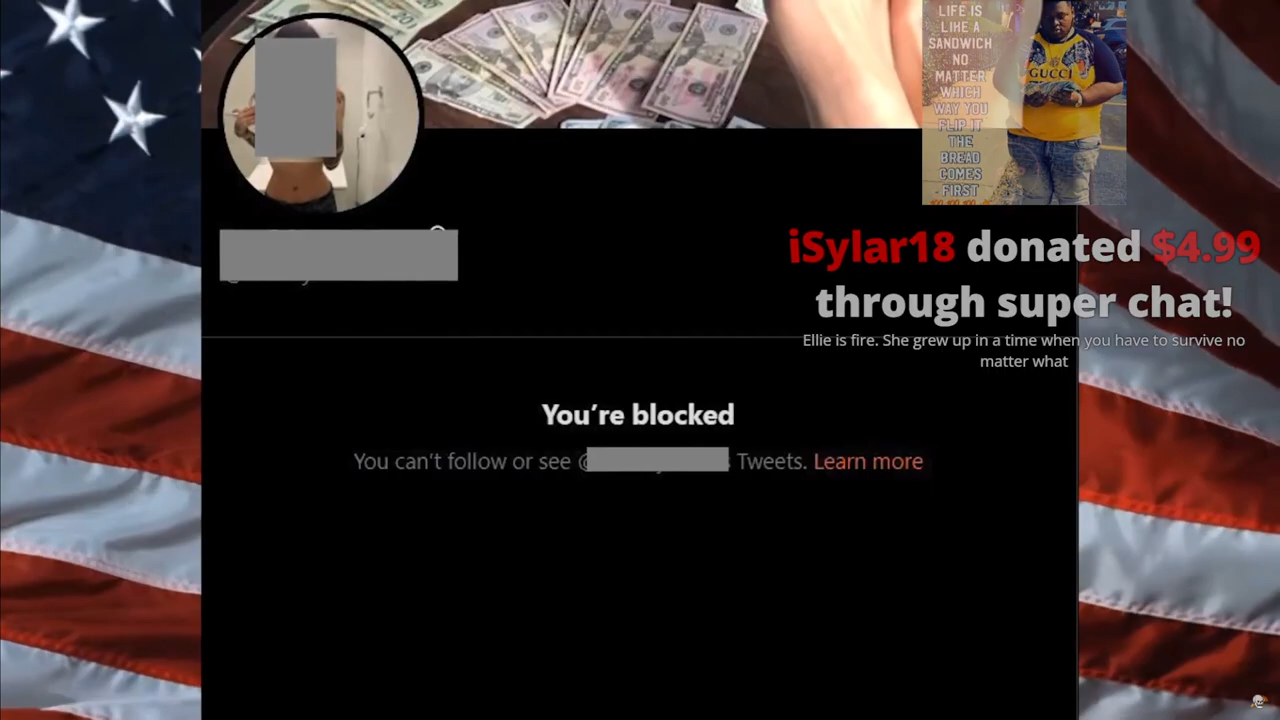 LIFE IS
LIKE A
SANDWICH
NO
MATTER
WHICH
WAY YOU
FLIP IT
THE
BREAD
COMES
FIRST
GUCCI
iSylar18 donated $4.99
through super chat!
Ellie is fire. She grew up in a time when you have to survive no
matter what
You’re blocked
You can’t follow or see @ Tweets. Learn more